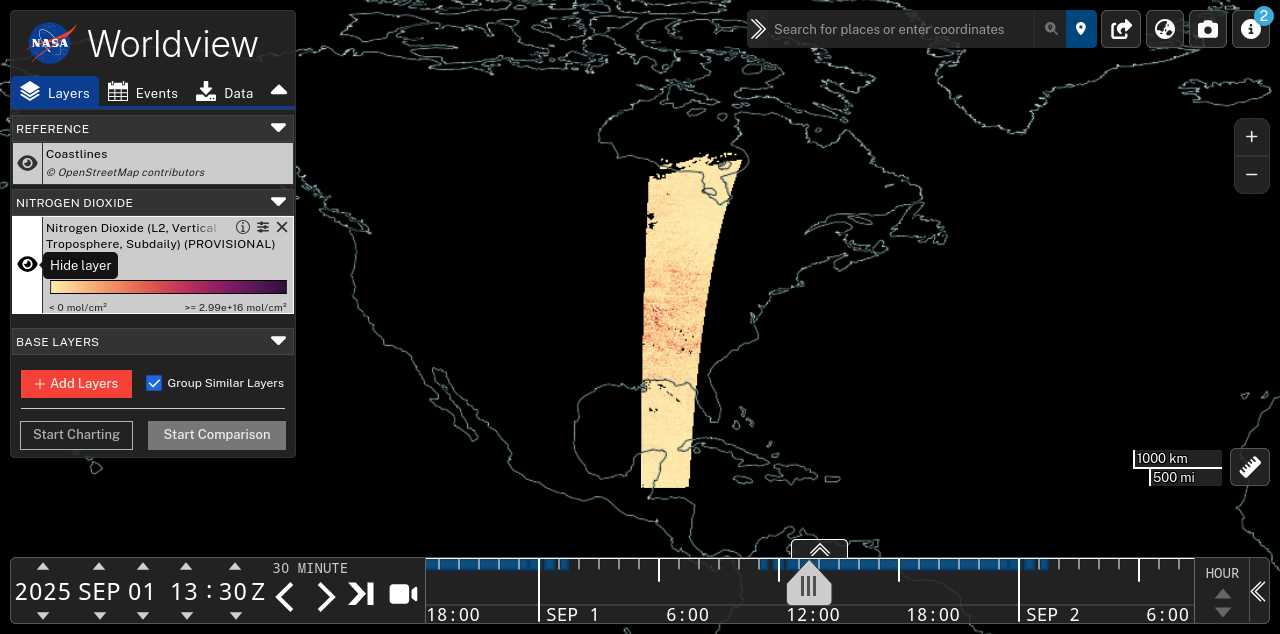 NASA
Worldview
Search for places or enter coordinates
2
Layers
Events
Data
REFERENCE
Coastlines
© OpenStreetMap contributors
NITROGEN DIOXIDE
Nitrogen Dioxide (L2, Vertical
Troposphere, Subdaily) (PROVISIONAL)
Hide layer
< 0 mol/cm²
>= 2.99e+16 mol/cm²
BASE LAYERS
+ Add Layers
Group Similar Layers
Start Charting
Start Comparison
1000 km
500 mi
2025 SEP 01 13 : 30 Z
30 MINUTE
18:00
SEP 1
6:00
12:00
18:00
SEP 2
6:00
HOUR